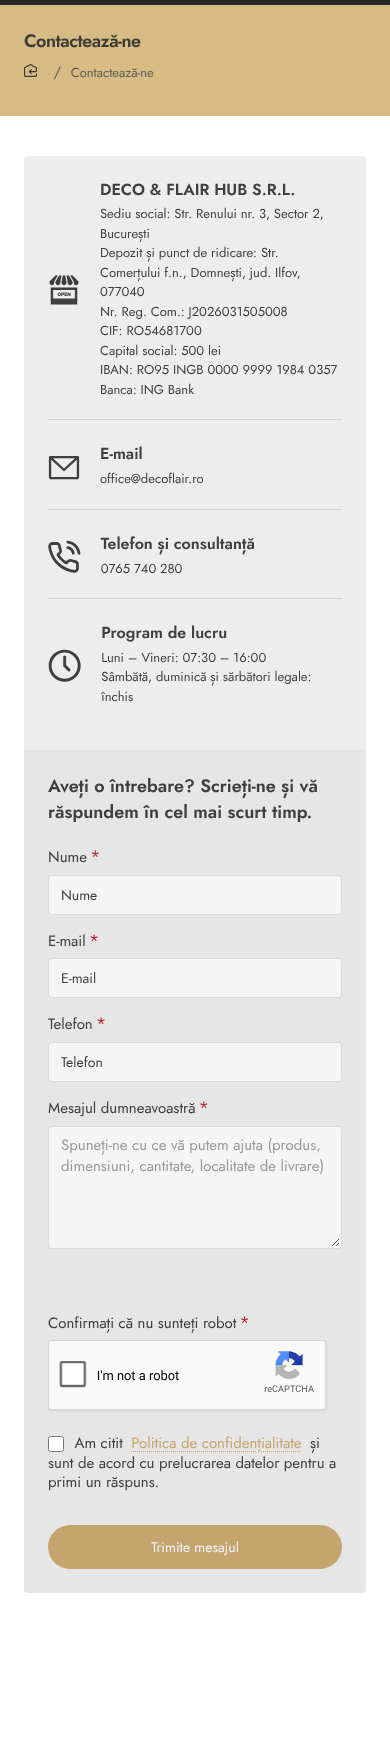 Contactează-ne
/ Contactează-ne
DECO & FLAIR HUB S.R.L.
Sediu social: Str. Renului nr. 3, Sector 2,
București
Depozit și punct de ridicare: Str.
Comerțului f.n., Domnești, jud. Ilfov,
077040
Nr. Reg. Com.: J2026031505008
CIF: RO54681700
Capital social: 500 lei
IBAN: RO95 INGB 0000 9999 1984 0357
Banca: ING Bank
OPEN
E-mail
office@decoflair.ro
Telefon și consultanță
0765 740 280
Program de lucru
Luni – Vineri: 07:30 – 16:00
Sâmbătă, duminică și sărbători legale:
închis
Aveți o întrebare? Scrieți-ne și vă
răspundem în cel mai scurt timp.
Nume *
Nume
E-mail *
E-mail
Telefon *
Telefon
Mesajul dumneavoastră *
Spuneți-ne cu ce vă putem ajuta (produs,
dimensiuni, cantitate, localitate de livrare)
Confirmați că nu sunteți robot *
I'm not a robot
reCAPTCHA
Am citit Politica de confidențialitate și
sunt de acord cu prelucrarea datelor pentru a
primi un răspuns.
Trimite mesajul